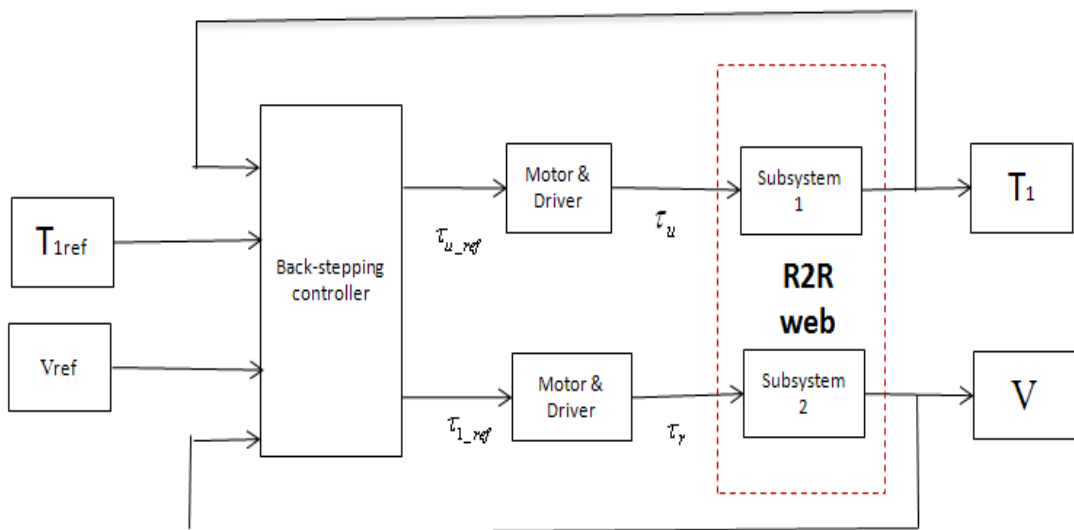 T1ref
Vref
Back-stepping
controller
τu_ref
τ1_ref
Motor &
Driver
Motor &
Driver
τu
τr
Subsystem
1
R2R
web
Subsystem
2
T1
V